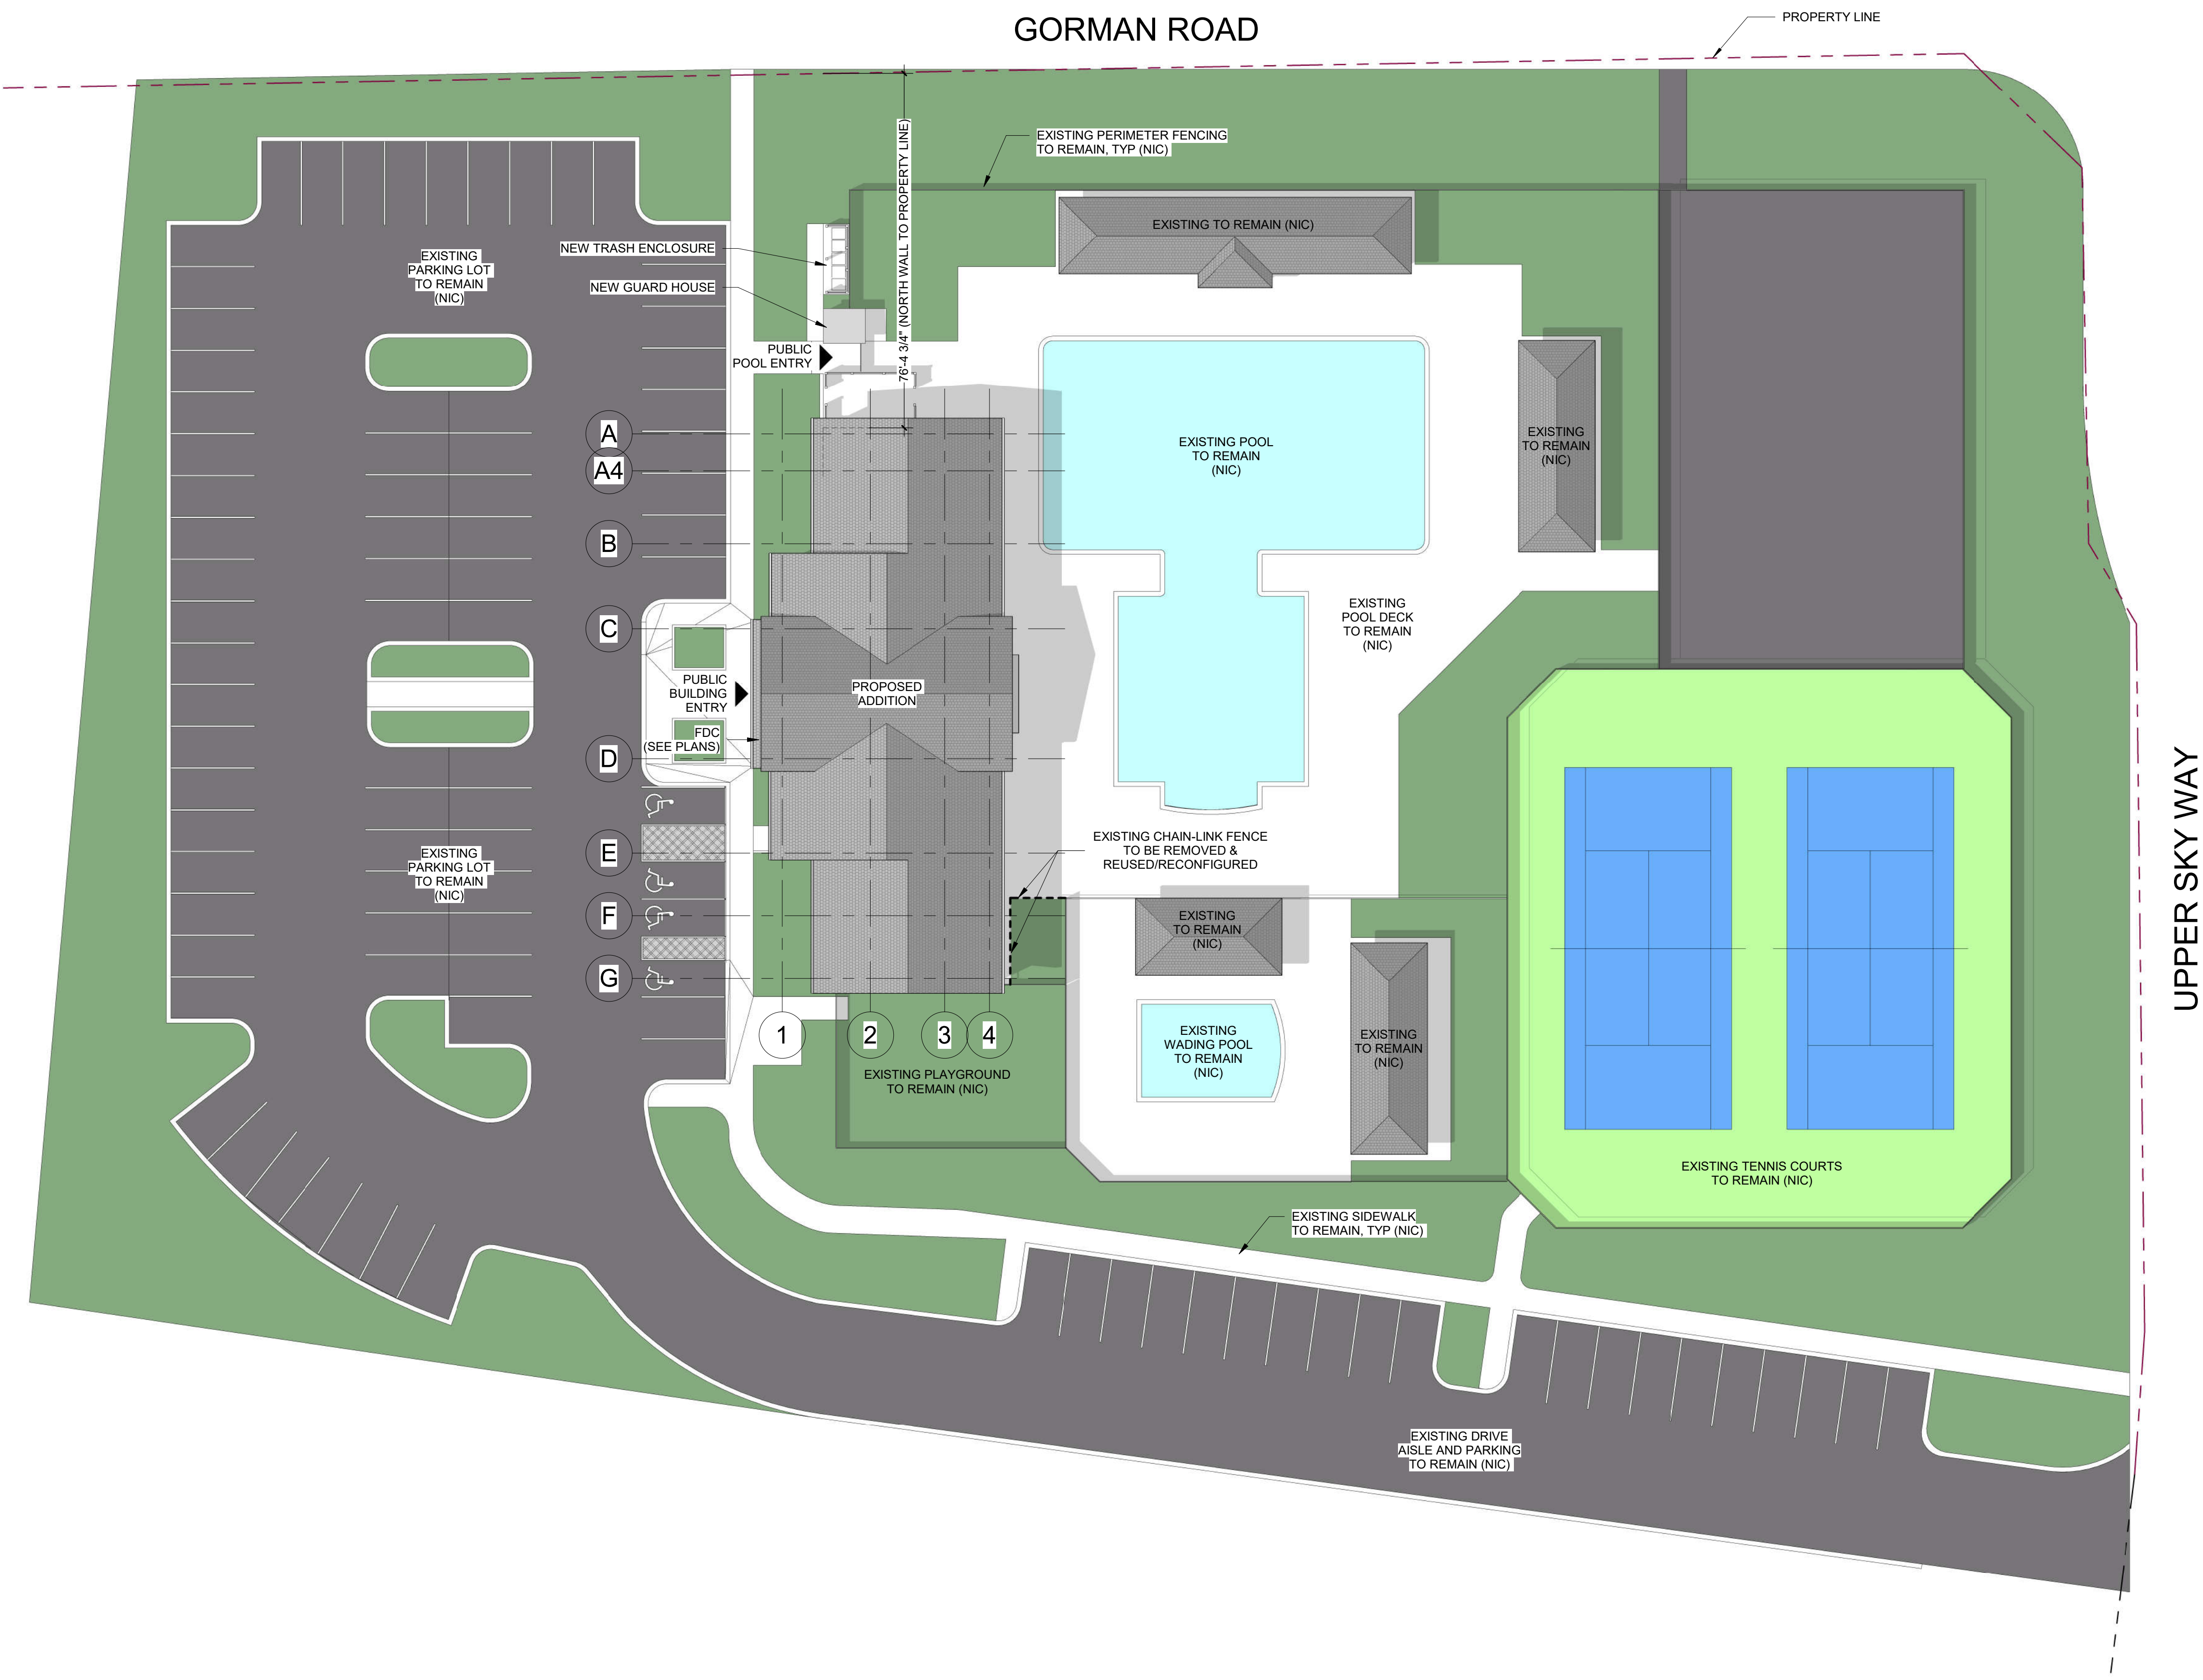 GORMAN ROAD
PROPERTY LINE
EXISTING PERIMETER FENCING
TO REMAIN, TYP (NIC)
76'-4 3/4" (NORTH WALL TO PROPERTY LINE)
EXISTING TO REMAIN (NIC)
NEW TRASH ENCLOSURE
EXISTING
PARKING LOT
TO REMAIN
(NIC)
NEW GUARD HOUSE
PUBLIC
POOL ENTRY
A
A4
B
C
D
E
F
G
EXISTING POOL
TO REMAIN
(NIC)
EXISTING
TO REMAIN
(NIC)
EXISTING
POOL DECK
TO REMAIN
(NIC)
PUBLIC
BUILDING
ENTRY
PROPOSED
ADDITION
FDC
(SEE PLANS)
UPPER SKY WAY
EXISTING
PARKING LOT
TO REMAIN
(NIC)
EXISTING CHAIN-LINK FENCE
TO BE REMOVED &
REUSED/RECONFIGURED
EXISTING
TO REMAIN
(NIC)
1
2
3
4
EXISTING
WADING POOL
TO REMAIN
(NIC)
EXISTING
TO REMAIN
(NIC)
EXISTING PLAYGROUND
TO REMAIN (NIC)
EXISTING TENNIS COURTS
TO REMAIN (NIC)
EXISTING SIDEWALK
TO REMAIN, TYP (NIC)
EXISTING DRIVE
AISLE AND PARKING
TO REMAIN (NIC)